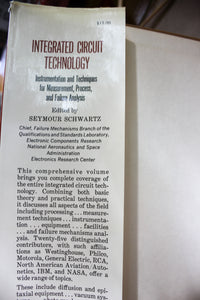 $15.00
INTEGRATED CIRCUIT
TECHNOLOGY
Instrumentation and Techniques
for Measurement, Process,
and Failure Analysis
Edited by
SEYMOUR SCHWARTZ
Chief, Failure Mechanisms Branch of the
Qualifications and Standards Laboratory,
Electronic Components Research
National Aeronautics and Space
Administration
Electronics Research Center
This comprehensive volume
brings you complete coverage of
the entire integrated circuit tech-
nology. Combining both basic
theory and practical techniques,
it discusses all aspects of the field
including processing . . . measure-
ment techniques . . . instrumenta-
tion . . . equipment . . . facilities
. . . and failure mechanisms anal-
ysis. Twenty-five distinguished
contributors, with such affilia-
tions as Westinghouse, Philco,
Motorola, General Electric, RCA,
North American Aviation/Auto-
netics, IBM, and NASA, offer a
wide range of topics.
These include diffusion and epi-
taxial equipment . . . vacuum sys-